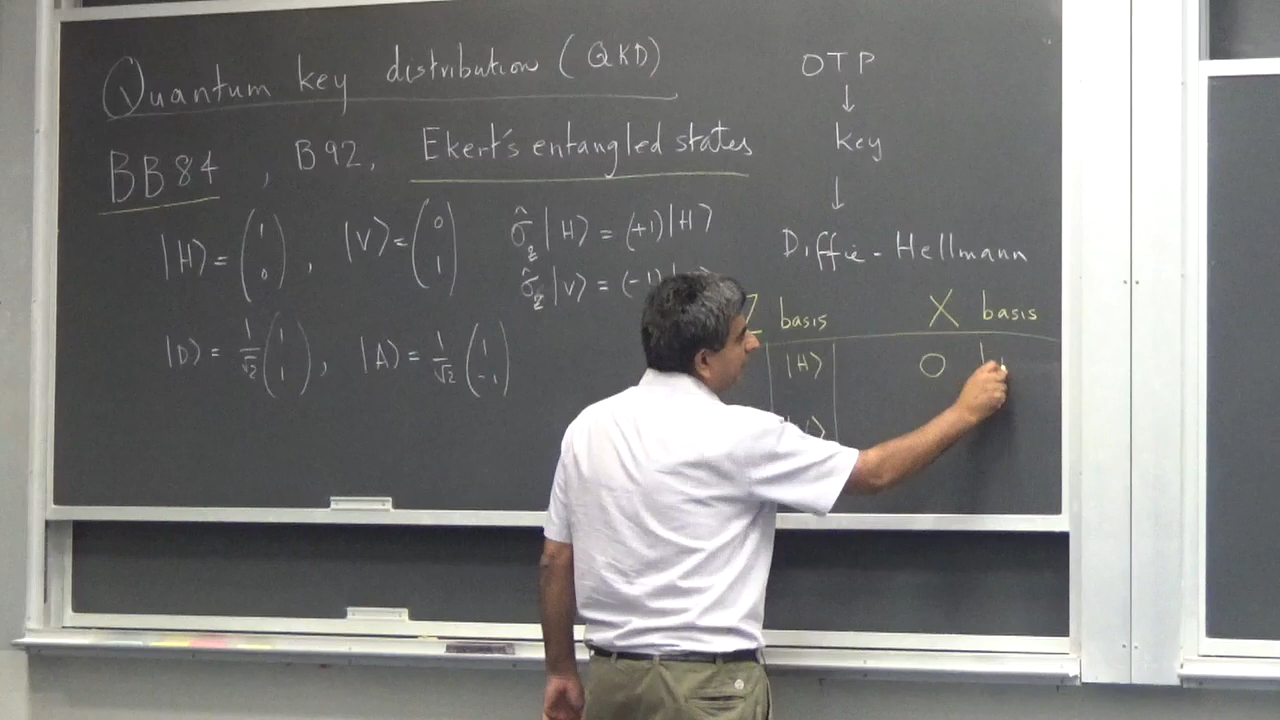 Quantum key distribution (QKD)
BB84, B92, Ekert's entangled states
|H⟩ = (1 0), |V⟩ = (0 1)
σ̂z|H⟩ = (+1)|H⟩
σ̂z|V⟩ = (-1)|
|D⟩ = 1/√2 (1 1), |A⟩ = 1/√2 (1 -1)
OTP
↓
key
↓
Diffie - Hellmann
Z basis X basis
|H⟩ 0